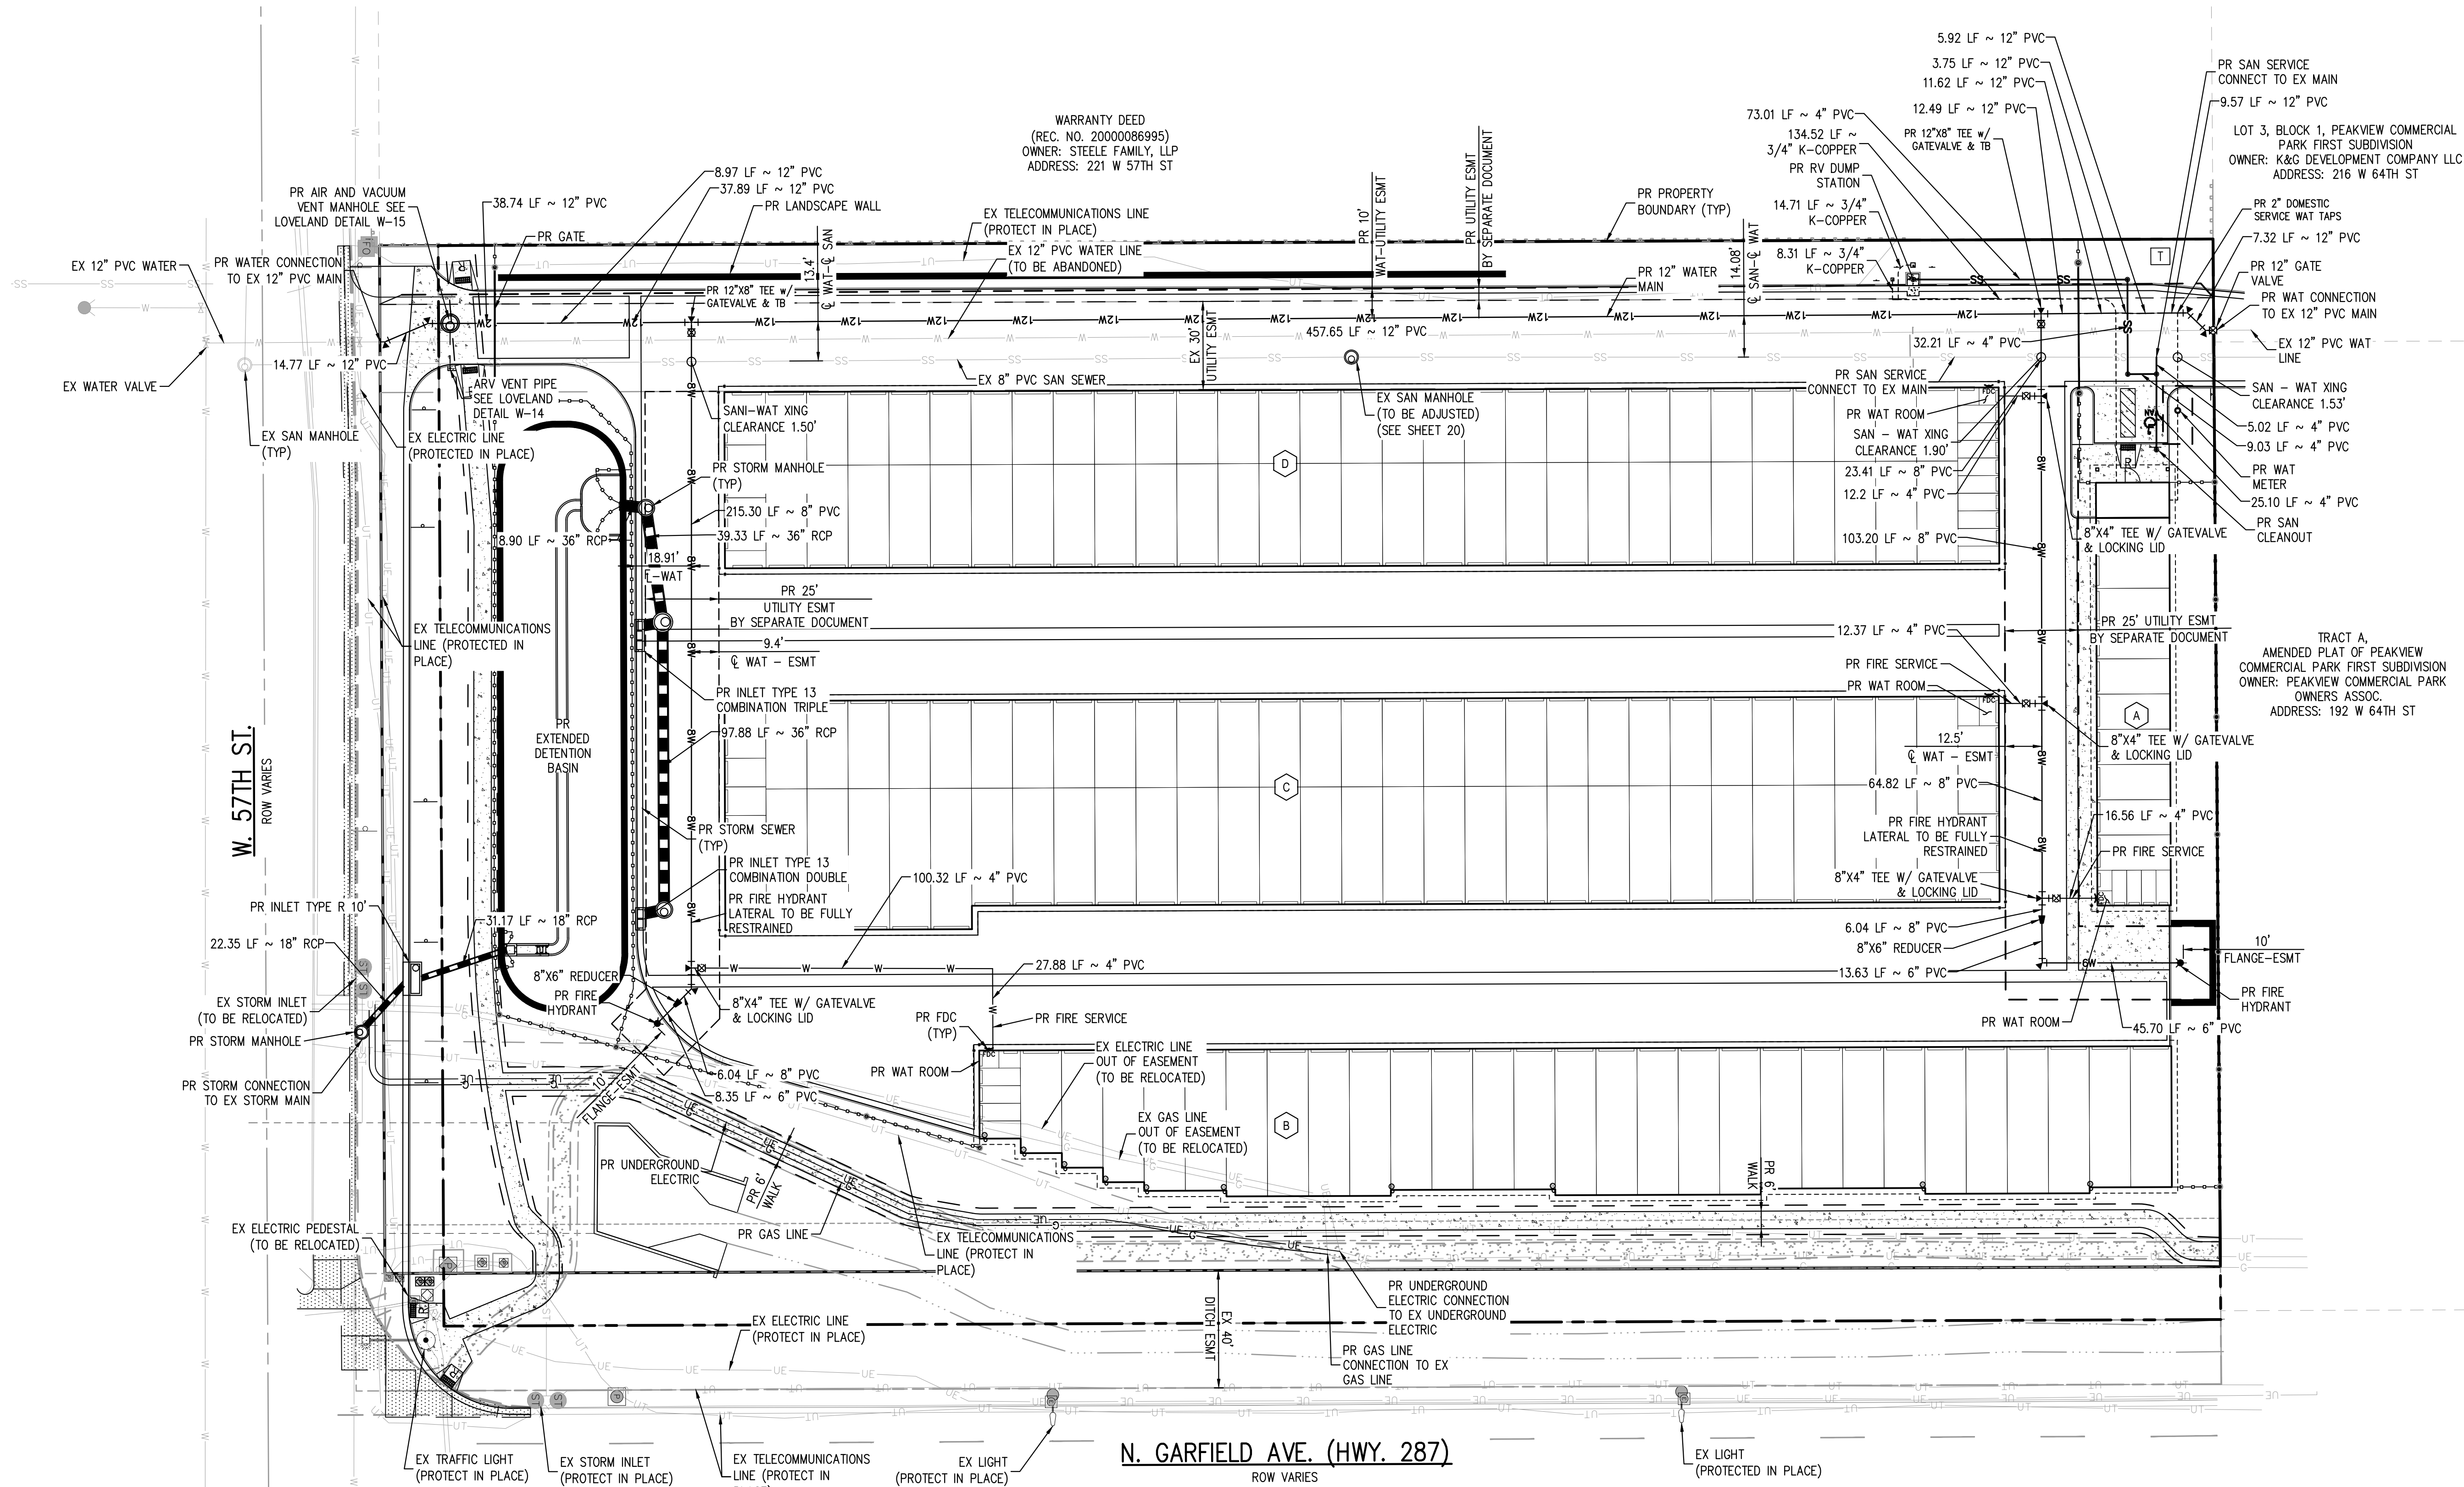 5.92 LF ~ 12" PVC
3.75 LF ~ 12" PVC
11.62 LF ~ 12" PVC
12.49 LF ~ 12" PVC
73.01 LF ~ 4" PVC
134.52 LF ~
3/4" K-COPPER
PR 12"X8" TEE w/
GATEVALVE & TB
PR RV DUMP
STATION
14.71 LF ~ 3/4"
K-COPPER
8.31 LF ~ 3/4"
K-COPPER
PR SAN SERVICE
CONNECT TO EX MAIN
9.57 LF ~ 12" PVC
LOT 3, BLOCK 1, PEAKVIEW COMMERCIAL
PARK FIRST SUBDIVISION
OWNER: K&G DEVELOPMENT COMPANY LLC
ADDRESS: 216 W 64TH ST
PR 2" DOMESTIC
SERVICE WAT TAPS
7.32 LF ~ 12" PVC
PR 12" GATE
VALVE
PR WAT CONNECTION
TO EX 12" PVC MAIN
EX 12" PVC WAT
LINE
SAN - WAT XING
CLEARANCE 1.53'
5.02 LF ~ 4" PVC
9.03 LF ~ 4" PVC
PR WAT
METER
25.10 LF ~ 4" PVC
PR SAN
CLEANOUT
8"X4" TEE W/ GATEVALVE
& LOCKING LID
WARRANTY DEED
(REC. NO. 20000086995)
OWNER: STEELE FAMILY, LLP
ADDRESS: 221 W 57TH ST
PR AIR AND VACUUM
VENT MANHOLE SEE
LOVELAND DETAIL W-15
38.74 LF ~ 12" PVC
8.97 LF ~ 12" PVC
37.89 LF ~ 12" PVC
PR LANDSCAPE WALL
PR GATE
EX TELECOMMUNICATIONS LINE
(PROTECT IN PLACE)
EX 12" PVC WATER LINE
(TO BE ABANDONED)
13.4'
℄ WAT-℄ SAN
PR 10'
WAT-UTILITY ESMT
PR UTILITY ESMT
BY SEPARATE DOCUMENT
PR PROPERTY
BOUNDARY (TYP)
14.08'
℄ SAN-℄ WAT
PR 12" WATER
MAIN
EX 12" PVC WATER
PR WATER CONNECTION
TO EX 12" PVC MAIN
PR 12"X8" TEE w/
GATEVALVE & TB
457.65 LF ~ 12" PVC
EX 30'
UTILITY ESMT
32.21 LF ~ 4" PVC
14.77 LF ~ 12" PVC
EX WATER VALVE
EX 8" PVC SAN SEWER
ARV VENT PIPE
SEE LOVELAND
DETAIL W-14
SANI-WAT XING
CLEARANCE 1.50'
EX SAN MANHOLE
(TO BE ADJUSTED)
(SEE SHEET 20)
PR SAN SERVICE
CONNECT TO EX MAIN
PR WAT ROOM
SAN - WAT XING
CLEARANCE 1.90'
23.41 LF ~ 8" PVC
12.2 LF ~ 4" PVC
103.20 LF ~ 8" PVC
EX SAN MANHOLE
(TYP)
EX ELECTRIC LINE
(PROTECTED IN PLACE)
PR STORM MANHOLE
(TYP)
215.30 LF ~ 8" PVC
39.33 LF ~ 36" RCP
8.90 LF ~ 36" RCP
18.91'
D
PR 25'
UTILITY ESMT
BY SEPARATE DOCUMENT
9.4'
℄ WAT - ESMT
EX TELECOMMUNICATIONS
LINE (PROTECTED IN
PLACE)
12.37 LF ~ 4" PVC
PR FIRE SERVICE
PR WAT ROOM
PR 25' UTILITY ESMT
BY SEPARATE DOCUMENT
TRACT A,
AMENDED PLAT OF PEAKVIEW
COMMERCIAL PARK FIRST SUBDIVISION
OWNER: PEAKVIEW COMMERCIAL PARK
OWNERS ASSOC.
ADDRESS: 192 W 64TH ST
PR INLET TYPE 13
COMBINATION TRIPLE
97.88 LF ~ 36" RCP
PR
EXTENDED
DETENTION
BASIN
A
8"X4" TEE W/ GATEVALVE
& LOCKING LID
12.5'
℄ WAT - ESMT
64.82 LF ~ 8" PVC
C
W. 57TH ST.
ROW VARIES
PR STORM SEWER
(TYP)
PR INLET TYPE 13
COMBINATION DOUBLE
PR FIRE HYDRANT
LATERAL TO BE FULLY
RESTRAINED
100.32 LF ~ 4" PVC
PR FIRE HYDRANT
LATERAL TO BE FULLY
RESTRAINED
16.56 LF ~ 4" PVC
PR FIRE SERVICE
8"X4" TEE W/ GATEVALVE
& LOCKING LID
6.04 LF ~ 8" PVC
8"X6" REDUCER
13.63 LF ~ 6" PVC
10'
FLANGE-ESMT
PR INLET TYPE R 10'
31.17 LF ~ 18" RCP
22.35 LF ~ 18" RCP
EX STORM INLET
(TO BE RELOCATED)
PR STORM MANHOLE
PR STORM CONNECTION
TO EX STORM MAIN
8"X6" REDUCER
PR FIRE
HYDRANT
8"X4" TEE W/ GATEVALVE
& LOCKING LID
27.88 LF ~ 4" PVC
PR FDC
(TYP)
PR FIRE SERVICE
PR WAT ROOM
EX ELECTRIC LINE
OUT OF EASEMENT
(TO BE RELOCATED)
PR WAT ROOM
PR FIRE
HYDRANT
45.70 LF ~ 6" PVC
10'
FLANGE-ESMT
6.04 LF ~ 8" PVC
8.35 LF ~ 6" PVC
EX GAS LINE
OUT OF EASEMENT
(TO BE RELOCATED)
B
PR UNDERGROUND
ELECTRIC
PR 6'
WALK
PR 6'
WALK
PR GAS LINE
EX ELECTRIC PEDESTAL
(TO BE RELOCATED)
EX TELECOMMUNICATIONS
LINE (PROTECT IN
PLACE)
PR UNDERGROUND
ELECTRIC CONNECTION
TO EX UNDERGROUND
ELECTRIC
EX 40'
DITCH ESMT
EX ELECTRIC LINE
(PROTECT IN PLACE)
PR GAS LINE
CONNECTION TO EX
GAS LINE
EX TRAFFIC LIGHT
(PROTECT IN PLACE)
EX STORM INLET
(PROTECT IN PLACE)
EX TELECOMMUNICATIONS
LINE (PROTECT IN
EX LIGHT
(PROTECT IN PLACE)
N. GARFIELD AVE. (HWY. 287)
ROW VARIES
EX LIGHT
(PROTECTED IN PLACE)